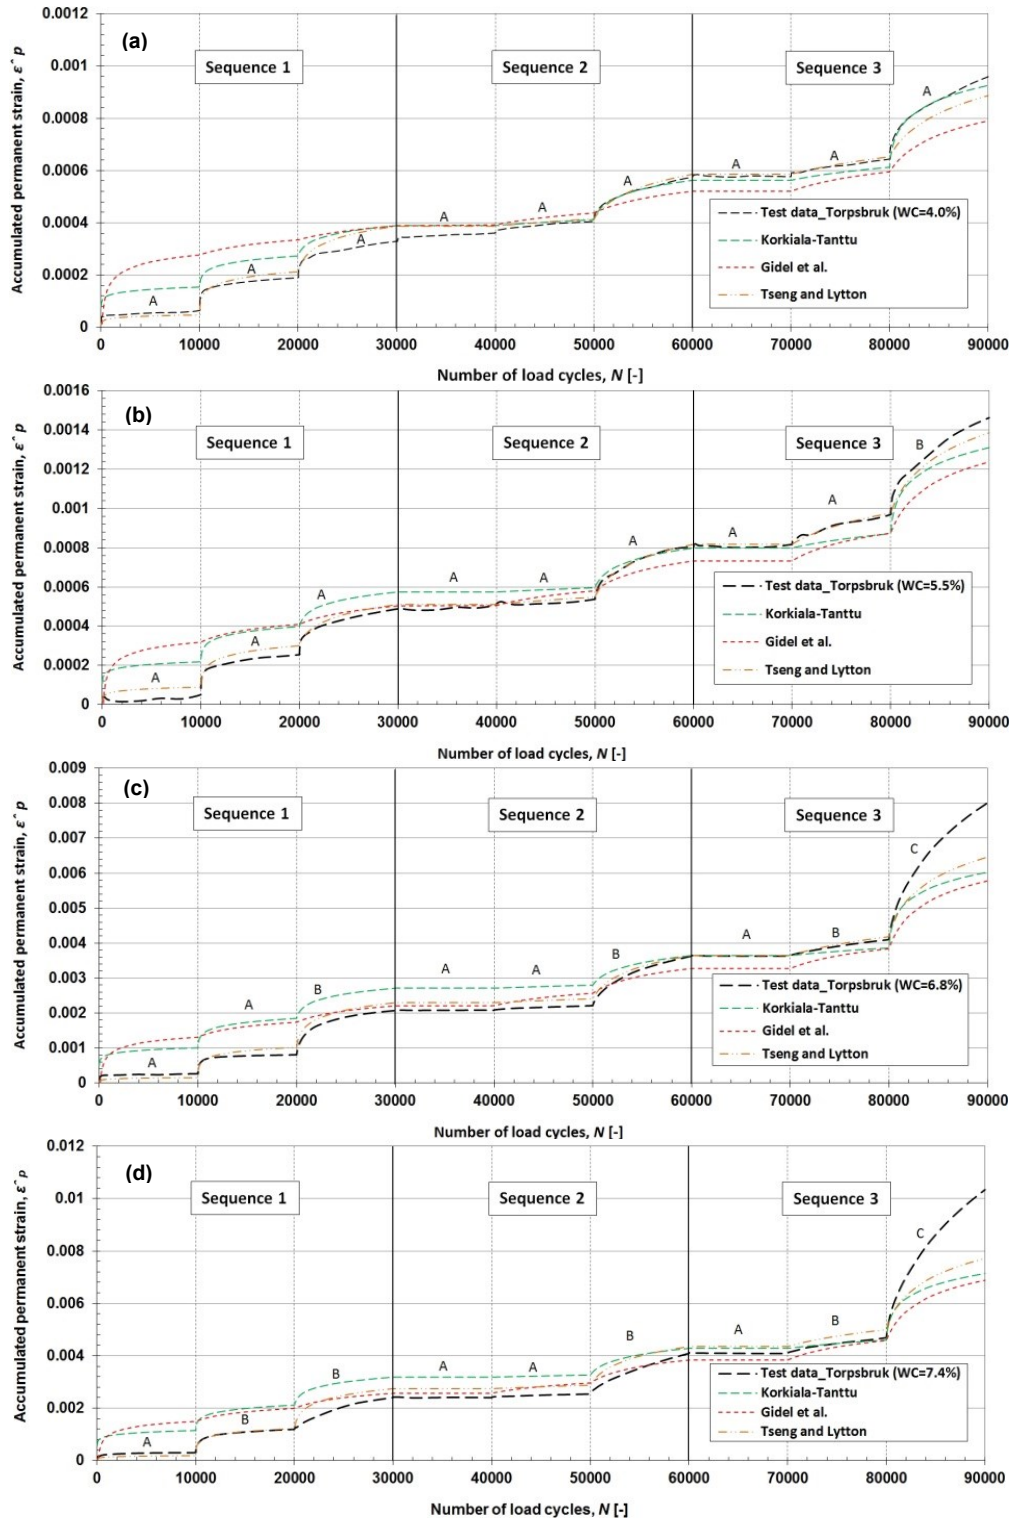 0.0012
(a)
0.001
Sequence 1
Sequence 2
Sequence 3
0.0008
0.0006
0.0004
0.0002
0
Accumulated permanent strain, εˆ p
A
A
A
A
A
A
A
A
A
Test data_Torpsbruk (WC=4.0%)
Korkiala-Tanttu
Gidel et al.
Tseng and Lytton
0 10000 20000 30000 40000 50000 60000 70000 80000 90000
Number of load cycles, N [-]
0.0016
(b)
0.0014
Sequence 1
Sequence 2
Sequence 3
0.0012
0.001
0.0008
0.0006
0.0004
0.0002
0
Accumulated permanent strain, εˆ p
A
A
A
A
A
A
A
A
B
Test data_Torpsbruk (WC=5.5%)
Korkiala-Tanttu
Gidel et al.
Tseng and Lytton
0 10000 20000 30000 40000 50000 60000 70000 80000 90000
Number of load cycles, N [-]
0.009
(c)
0.008
Sequence 1
Sequence 2
Sequence 3
0.007
0.006
0.005
0.004
0.003
0.002
0.001
0
Accumulated permanent strain, εˆ p
A
A
B
A
A
B
A
B
C
Test data_Torpsbruk (WC=6.8%)
Korkiala-Tanttu
Gidel et al.
Tseng and Lytton
0 10000 20000 30000 40000 50000 60000 70000 80000 90000
Number of load cycles, N [-]
0.012
(d)
0.01
Sequence 1
Sequence 2
Sequence 3
0.008
0.006
0.004
0.002
0
Accumulated permanent strain, εˆ p
A
B
B
A
A
B
A
B
C
Test data_Torpsbruk (WC=7.4%)
Korkiala-Tanttu
Gidel et al.
Tseng and Lytton
0 10000 20000 30000 40000 50000 60000 70000 80000 90000
Number of load cycles, N [-]